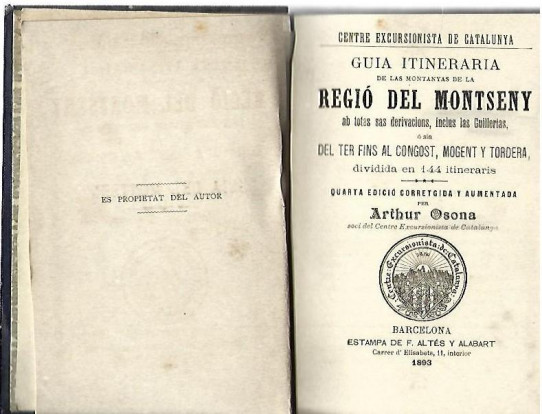 ES PROPIETAT DEL AUTOR
CENTRE EXCURSIONISTA DE CATALUNYA
GUIA ITINERARIA
DE LAS MONTANYAS DE LA
REGIÓ DEL MONTSENY
ab totas sas derivacions, inclus las Guillerías,
ó sia
DEL TER FINS AL CONGOST, MOGENT Y TORDERA,
dividida en 144 itineraris
QUARTA EDICIÓ CORRETGIDA Y AUMENTADA
PER
Arthur Osona
soci del Centre Excursionista de Catalunya
Centre Excursionista de Catalunya
BARCELONA
ESTAMPA DE F. ALTÉS Y ALABART
Carrer d' Elisabets, 11, interior
1893